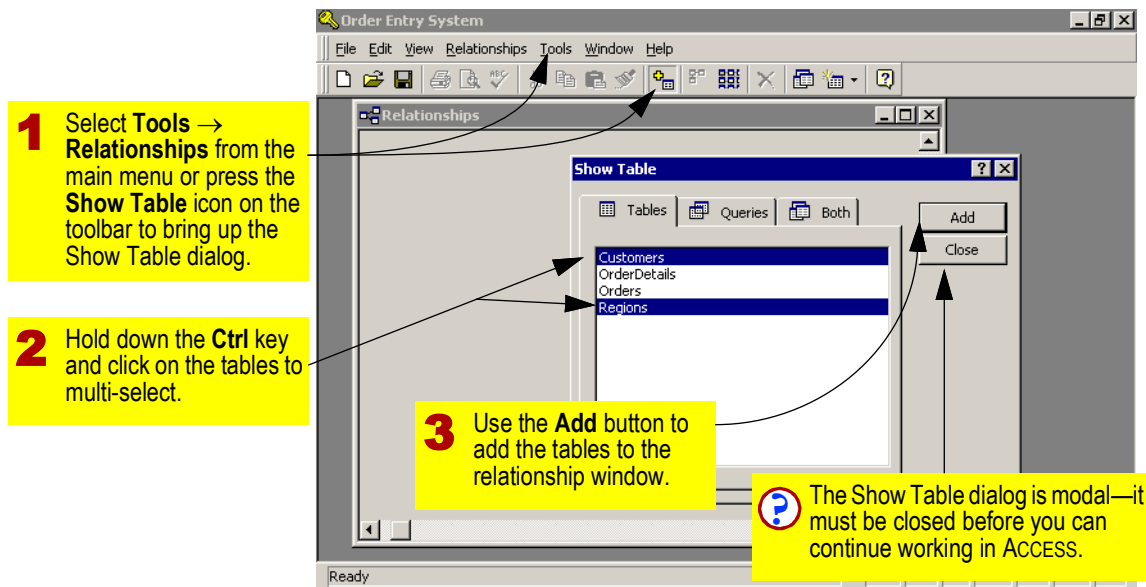 Order Entry System
File Edit View Relationships Tools Window Help
1 Select Tools →
Relationships from the
main menu or press the
Show Table icon on the
toolbar to bring up the
Show Table dialog.
Relationships
Show Table
Tables Queries Both
Add
Close
Customers
OrderDetails
Orders
Regions
2 Hold down the Ctrl key
and click on the tables to
multi-select.
3 Use the Add button to
add the tables to the
relationship window.
The Show Table dialog is modal—it
must be closed before you can
continue working in ACCESS.
Ready